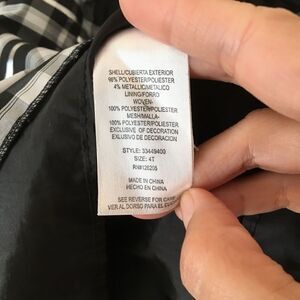 SHELL/CUBIERTA EXTERIOR
96% POLYESTER/POLIESTER
4% METALLIC/METALICO
LINING/FORRO
WOVEN-
100% POLYESTER/POLIESTER
MESH/MALLA-
100% POLYESTER/POLIESTER
EXCLUSIVE OF DECORATION
EXCLUSIVO DE DECORACION
STYLE: 33449400
SIZE: 4T
RN#120205
MADE IN CHINA
HECHO EN CHINA
SEE REVERSE FOR CARE
VER AL DORSO PARA EL